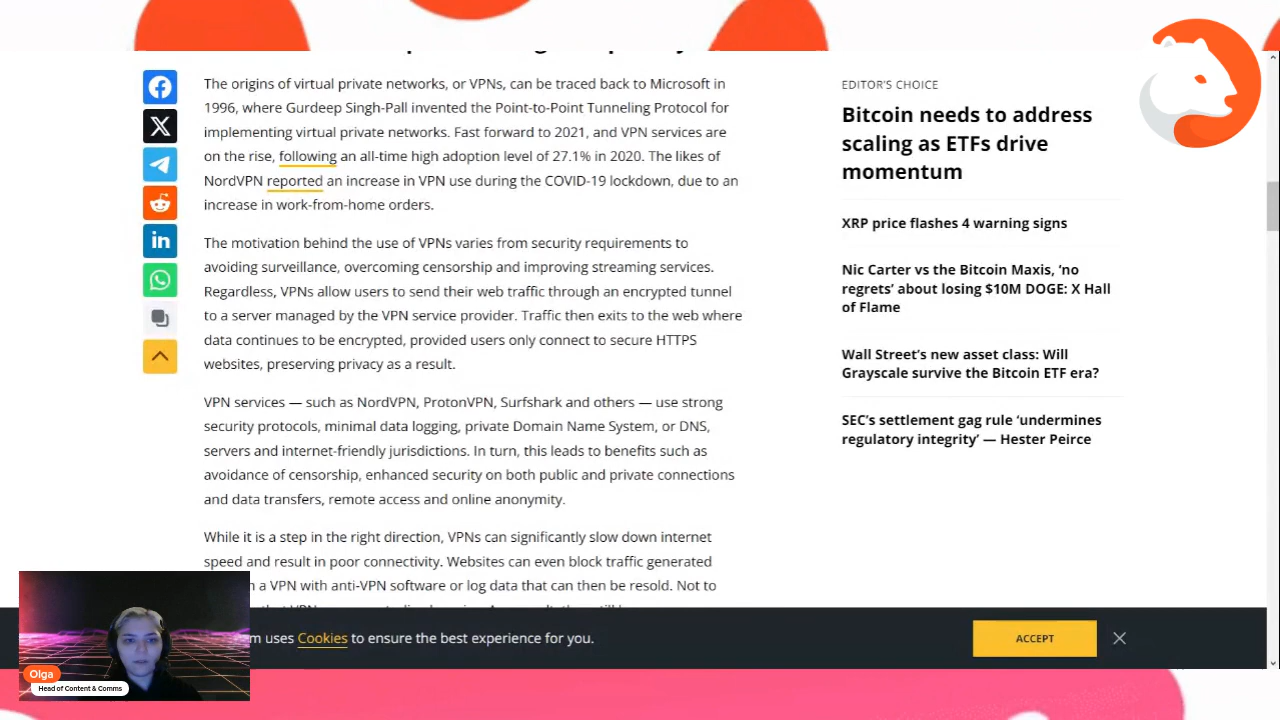 The origins of virtual private networks, or VPNs, can be traced back to Microsoft in
1996, where Gurdeep Singh-Pall invented the Point-to-Point Tunneling Protocol for
implementing virtual private networks. Fast forward to 2021, and VPN services are
on the rise, following an all-time high adoption level of 27.1% in 2020. The likes of
NordVPN reported an increase in VPN use during the COVID-19 lockdown, due to an
increase in work-from-home orders.
The motivation behind the use of VPNs varies from security requirements to
avoiding surveillance, overcoming censorship and improving streaming services.
Regardless, VPNs allow users to send their web traffic through an encrypted tunnel
to a server managed by the VPN service provider. Traffic then exits to the web where
data continues to be encrypted, provided users only connect to secure HTTPS
websites, preserving privacy as a result.
VPN services — such as NordVPN, ProtonVPN, Surfshark and others — use strong
security protocols, minimal data logging, private Domain Name System, or DNS,
servers and internet-friendly jurisdictions. In turn, this leads to benefits such as
avoidance of censorship, enhanced security on both public and private connections
and data transfers, remote access and online anonymity.
While it is a step in the right direction, VPNs can significantly slow down internet
speed and result in poor connectivity. Websites can even block traffic generated
a VPN with anti-VPN software or log data that can then be resold. Not to
EDITOR'S CHOICE
Bitcoin needs to address
scaling as ETFs drive
momentum
XRP price flashes 4 warning signs
Nic Carter vs the Bitcoin Maxis, 'no
regrets' about losing $10M DOGE: X Hall
of Flame
Wall Street's new asset class: Will
Grayscale survive the Bitcoin ETF era?
SEC's settlement gag rule 'undermines
regulatory integrity' — Hester Peirce
uses Cookies to ensure the best experience for you.
ACCEPT
Olga
Head of Content & Comms